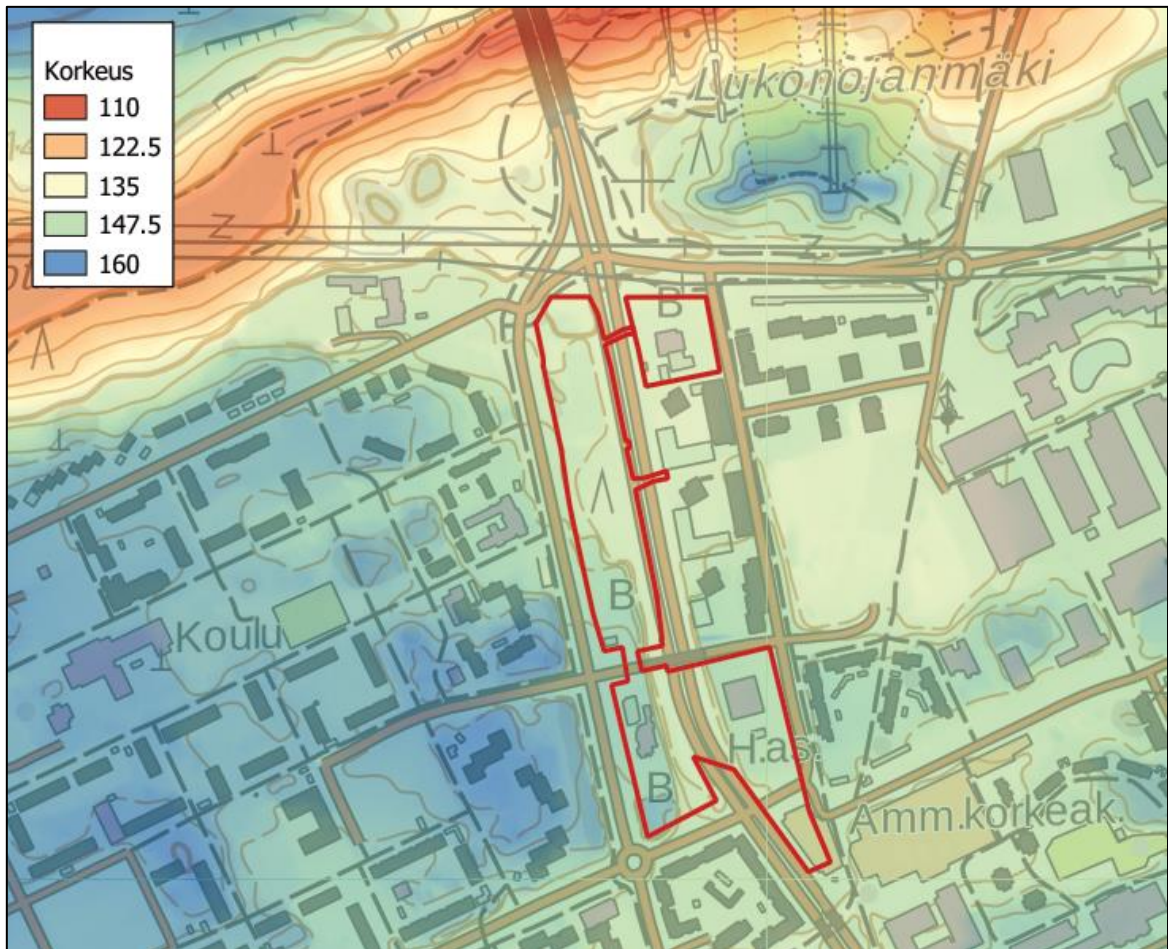 Korkeus
110
122.5
135
147.5
160
Lukonojanmäki
B
B
Koulu
H.as.
B
Amm.korkeak.